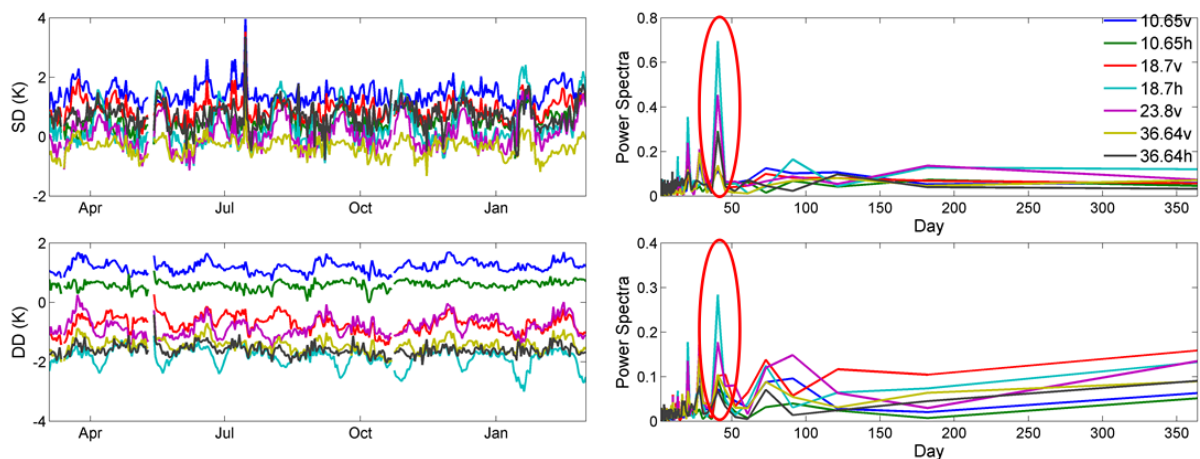 SD (K)
4
2
0
-2
Apr Jul Oct Jan
Power Spectra
0.8
0.6
0.4
0.2
0
50 100 150 200 250 300 350
Day
10.65v
10.65h
18.7v
18.7h
23.8v
36.64v
36.64h
DD (K)
2
0
-2
-4
Apr Jul Oct Jan
Power Spectra
0.4
0.3
0.2
0.1
0
50 100 150 200 250 300 350
Day